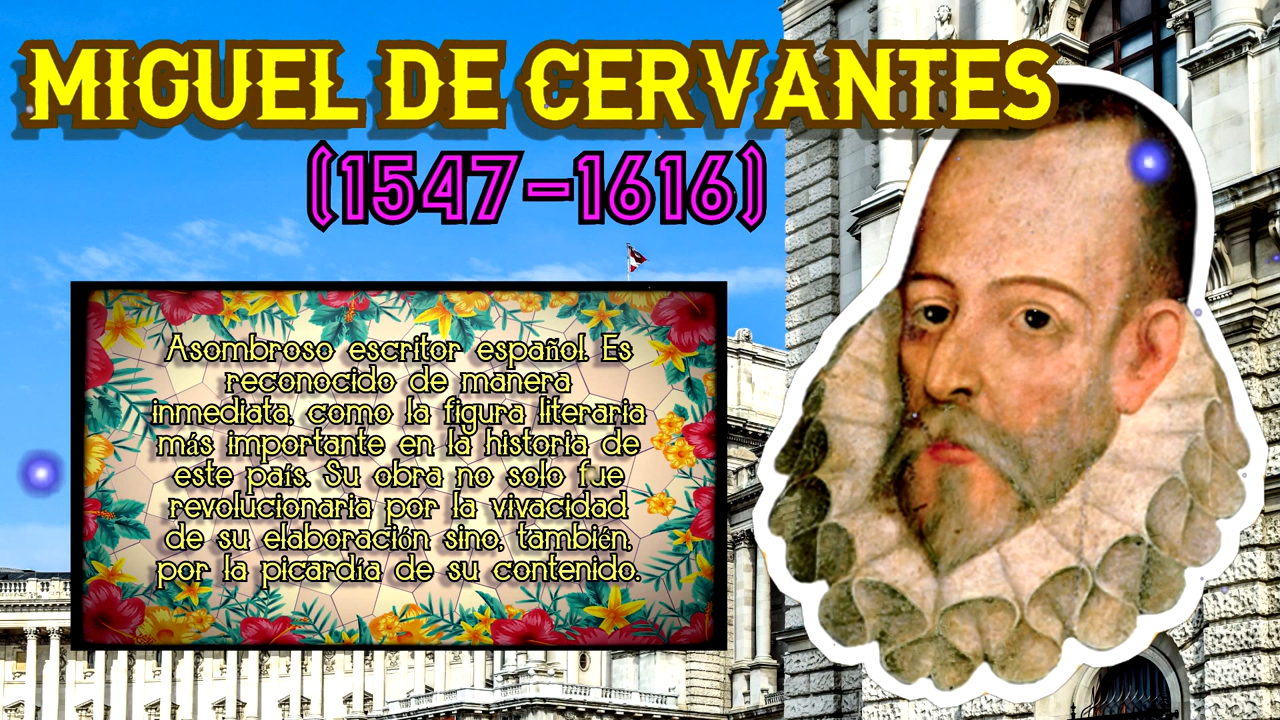 MIGUEL DE CERVANTES
(1547-1616)
Asombroso escritor español. Es
reconocido de manera
inmediata, como la figura literaria
más importante en la historia de
este país. Su obra no solo fue
revolucionaria por la vivacidad
de su elaboración sino, también,
por la picardía de su contenido.